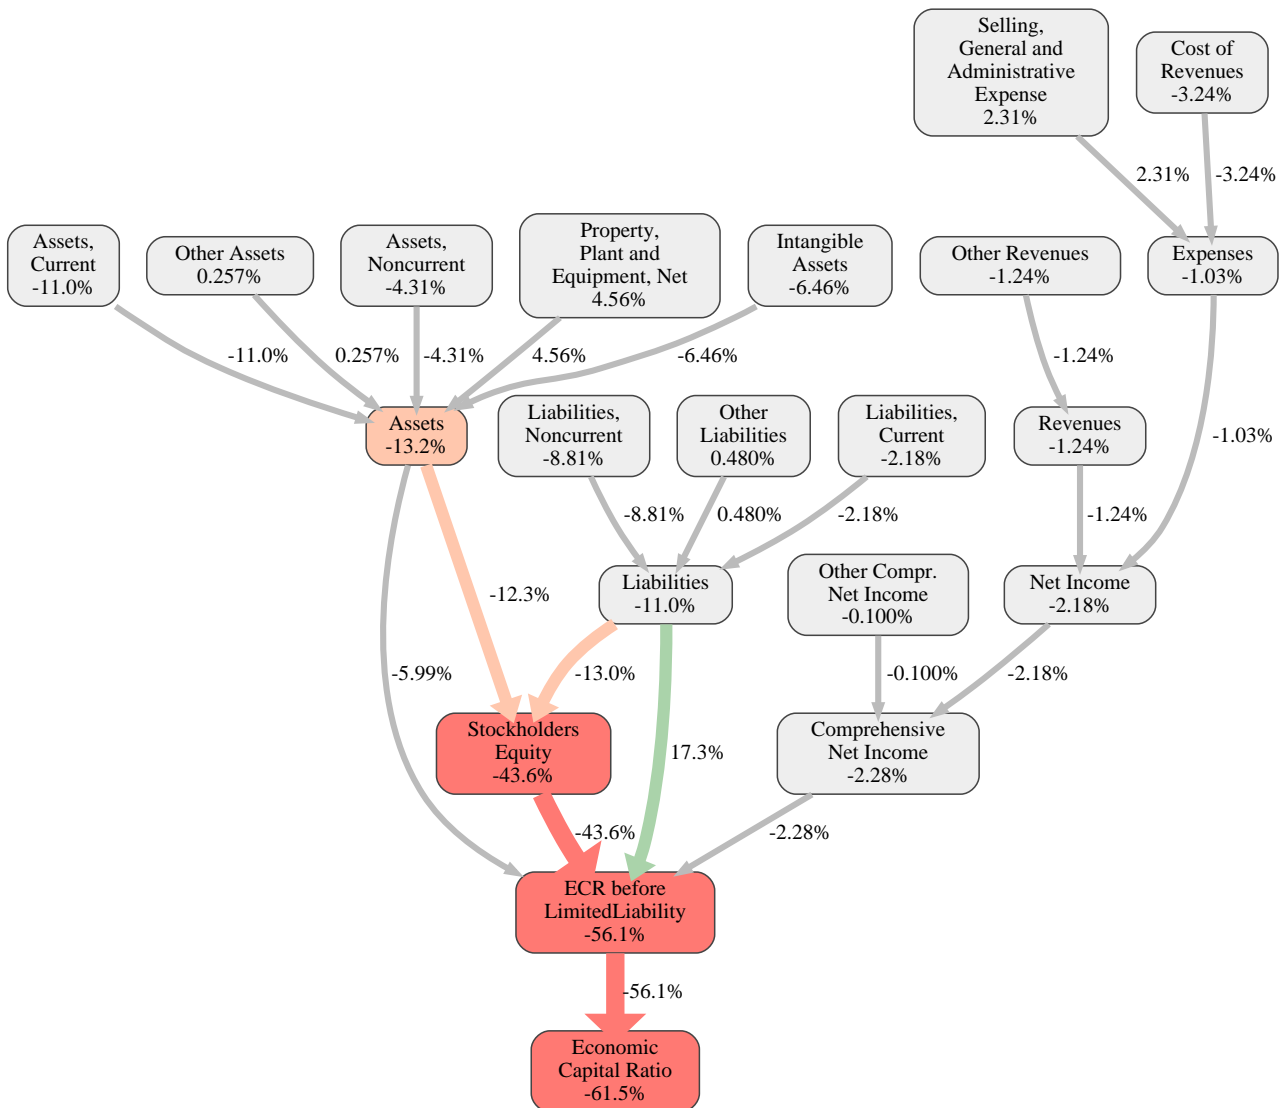 Selling,
General and
Administrative
Expense
2.31%
Cost of
Revenues
-3.24%
2.31%
-3.24%
Assets,
Current
-11.0%
Other Assets
0.257%
Assets,
Noncurrent
-4.31%
Property,
Plant and
Equipment, Net
4.56%
Intangible
Assets
-6.46%
Other Revenues
-1.24%
Expenses
-1.03%
-11.0%
0.257%
-4.31%
4.56%
-6.46%
-1.24%
Assets
-13.2%
Liabilities,
Noncurrent
-8.81%
Other
Liabilities
0.480%
Liabilities,
Current
-2.18%
Revenues
-1.24%
-1.03%
-8.81%
0.480%
-2.18%
-1.24%
Liabilities
-11.0%
Other Compr.
Net Income
-0.100%
Net Income
-2.18%
-12.3%
-5.99%
-13.0%
-0.100%
-2.18%
Stockholders
Equity
-43.6%
17.3%
Comprehensive
Net Income
-2.28%
-43.6%
-2.28%
ECR before
LimitedLiability
-56.1%
-56.1%
Economic
Capital Ratio
-61.5%